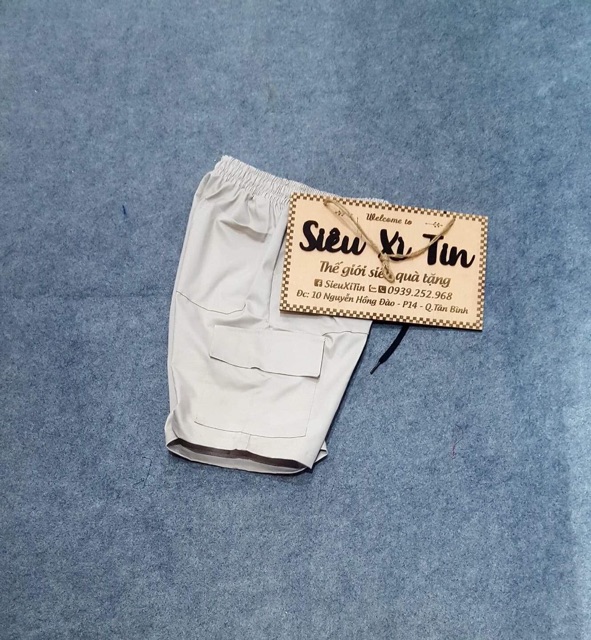 Welcome to
Siêu Xì Tin
Thế giới siêu quà tặng
SieuXiTin 0939.252.968
Đc: 10 Nguyễn Hồng Đào - P14 - Q.Tân Bình